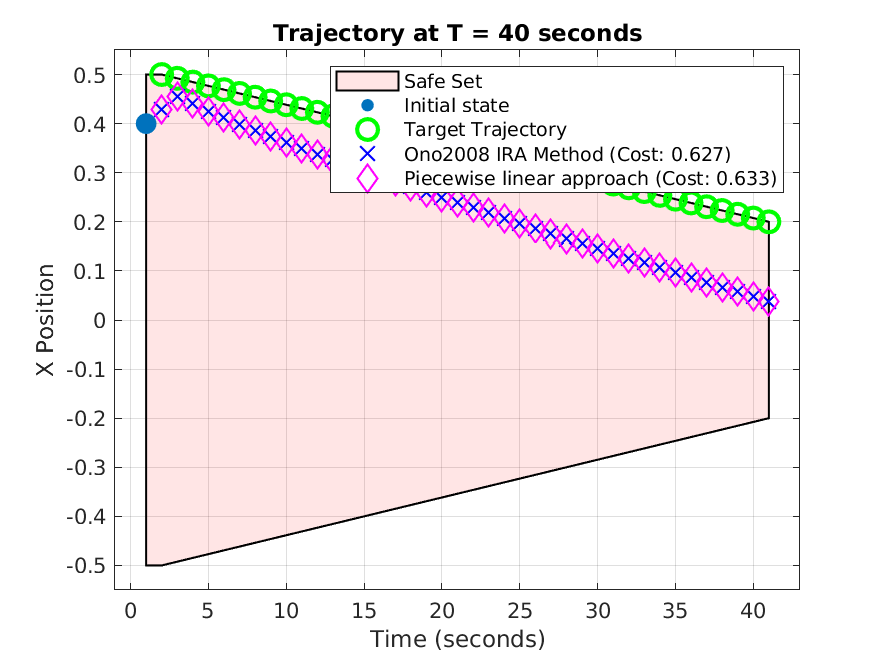 Trajectory at T = 40 seconds
Safe Set
Initial state
Target Trajectory
Ono2008 IRA Method (Cost: 0.627)
Piecewise linear approach (Cost: 0.633)
X Position
0.5
0.4
0.3
0.2
0.1
0
-0.1
-0.2
-0.3
-0.4
-0.5
0 5 10 15 20 25 30 35 40
Time (seconds)